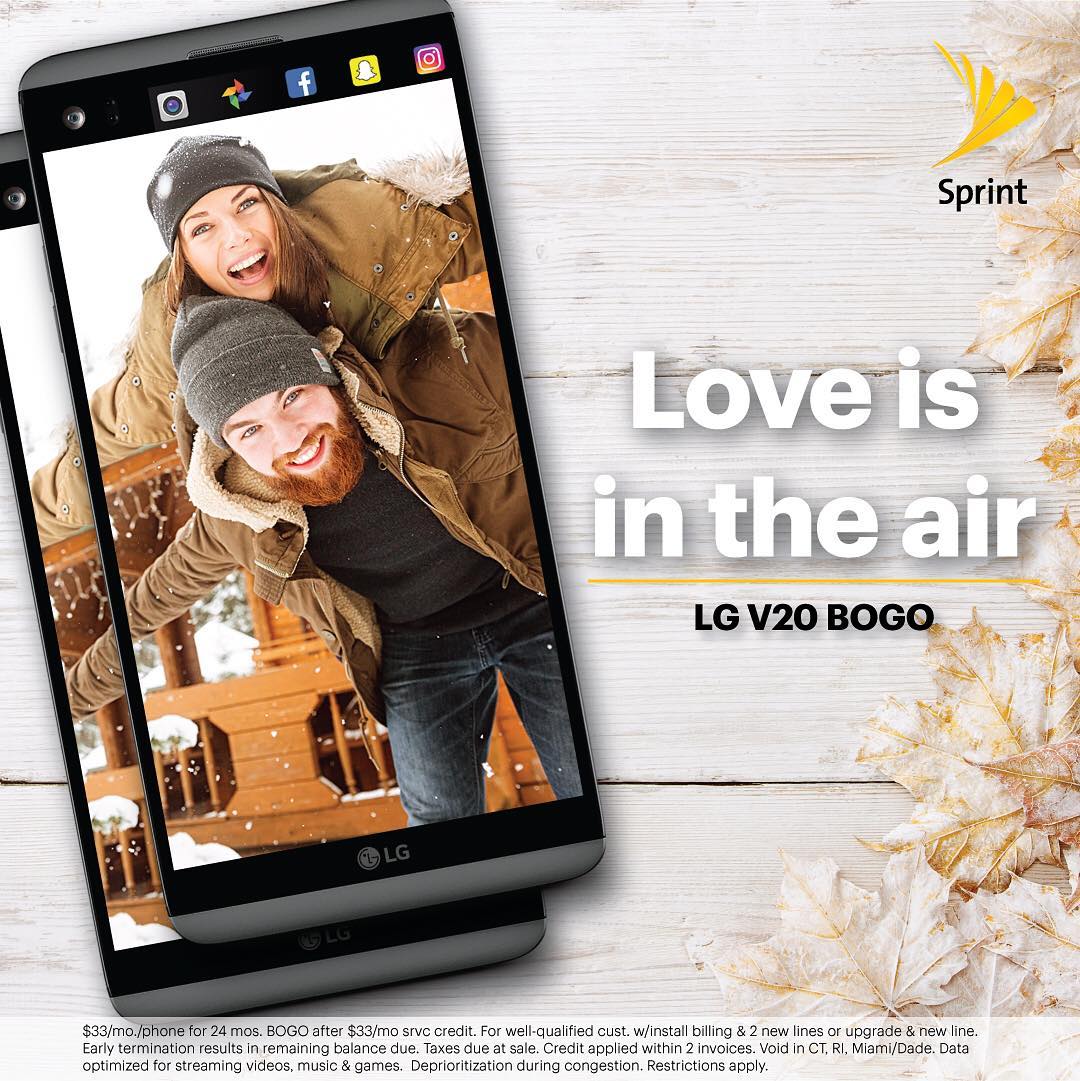 Sprint
Love is
in the air
LG V20 BOGO
LG
LG
$33/mo./phone for 24 mos. BOGO after $33/mo srvc credit. For well-qualified cust. w/install billing & 2 new lines or upgrade & new line.
Early termination results in remaining balance due. Taxes due at sale. Credit applied within 2 invoices. Void in CT, RI, Miami/Dade. Data
optimized for streaming videos, music & games. Deprioritization during congestion. Restrictions apply.